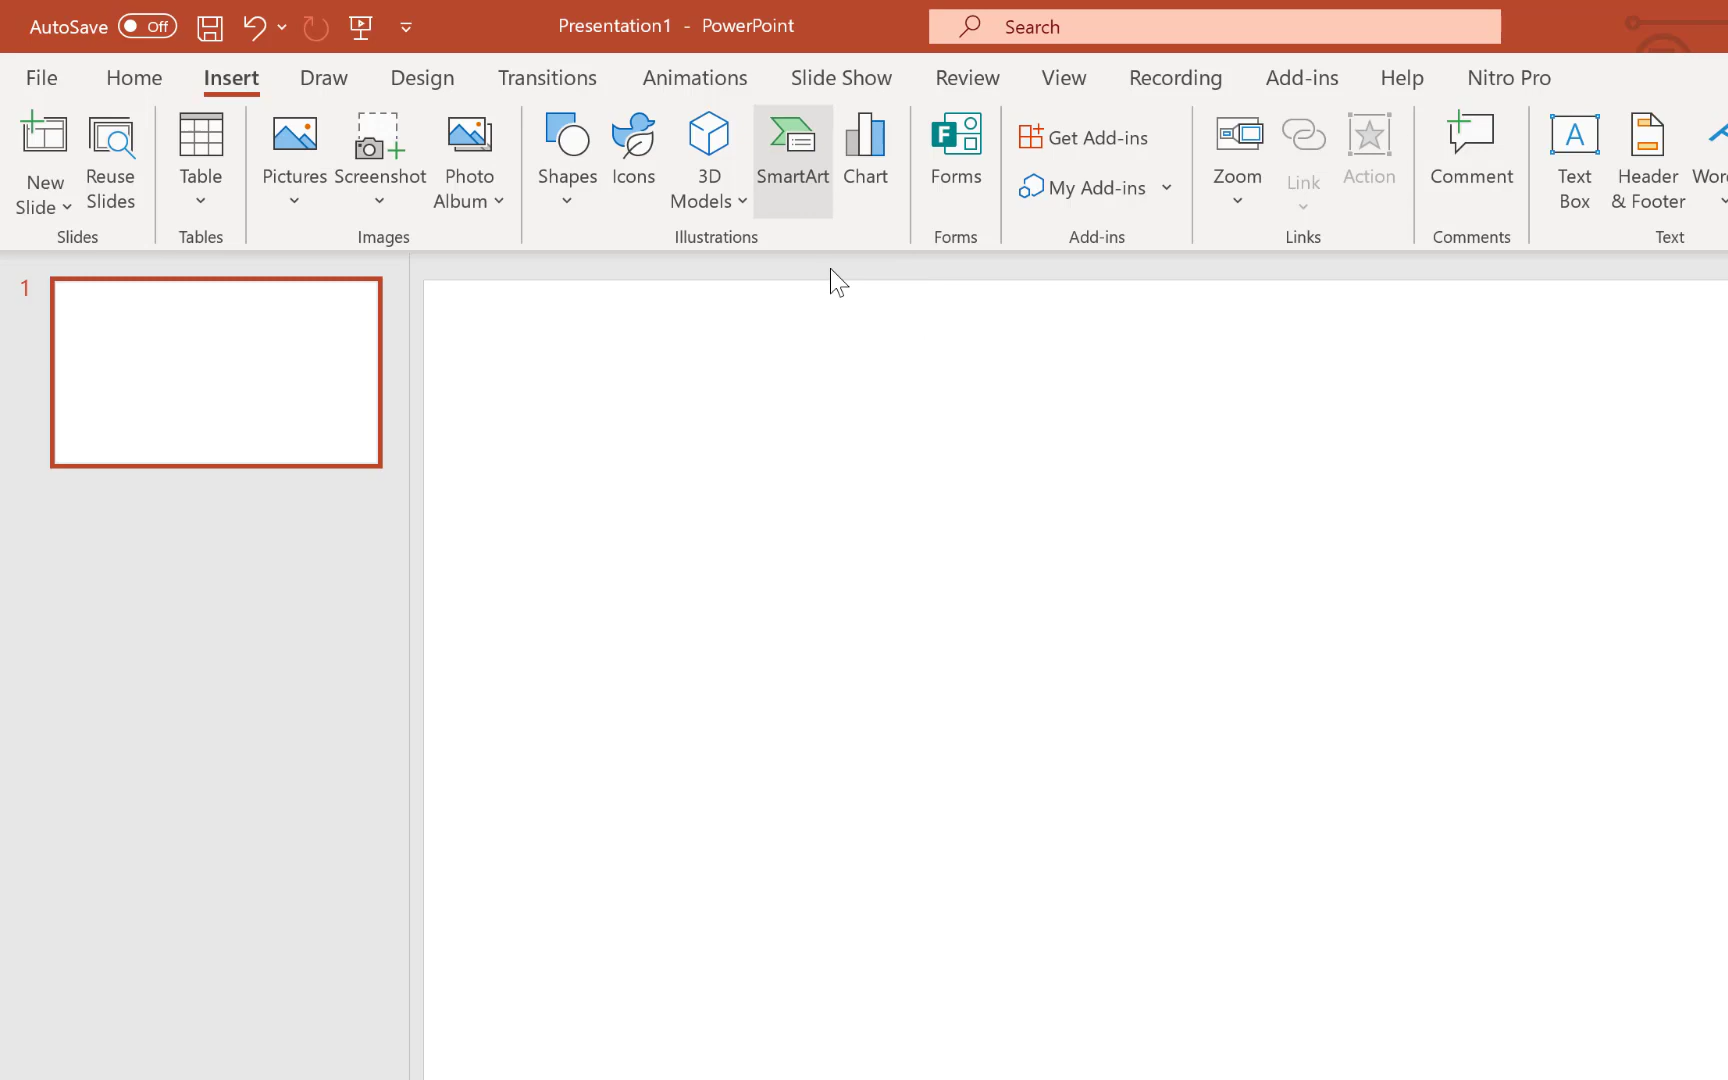 AutoSave Off Presentation1 - PowerPoint Search
File Home Insert Draw Design Transitions Animations Slide Show Review View Recording Add-ins Help Nitro Pro
New Slide
Reuse Slides
Table
Pictures
Screenshot
Photo Album
Shapes
Icons
3D Models
SmartArt
Chart
F
Forms
Get Add-ins
My Add-ins
Zoom
Link
Action
Comment
A
Text Box
Header & Footer
Slides Tables Images Illustrations Forms Add-ins Links Comments Text
1